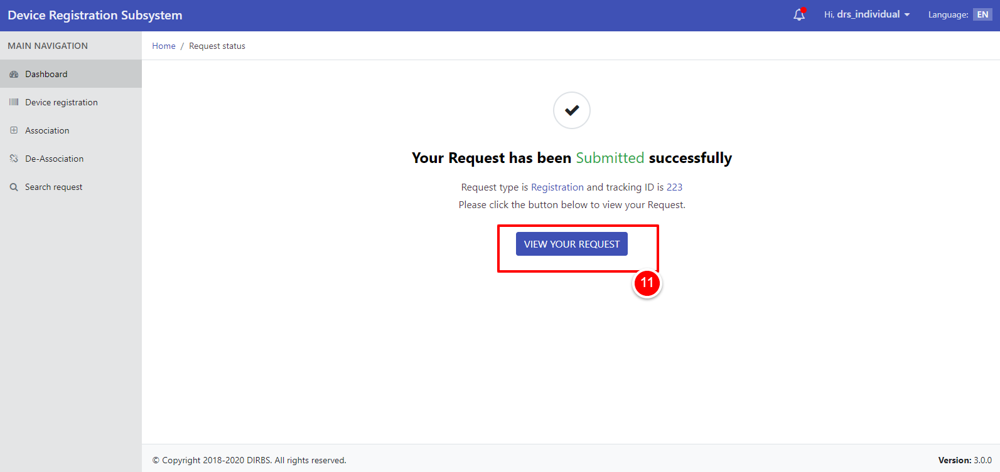 Device Registration Subsystem
Hi, drs_individual
Language: EN
MAIN NAVIGATION
Home / Request status
Dashboard
Device registration
Association
De-Association
Search request
Your Request has been Submitted successfully
Request type is Registration and tracking ID is 223
Please click the button below to view your Request.
VIEW YOUR REQUEST
11
© Copyright 2018-2020 DIRBS. All rights reserved.
Version: 3.0.0